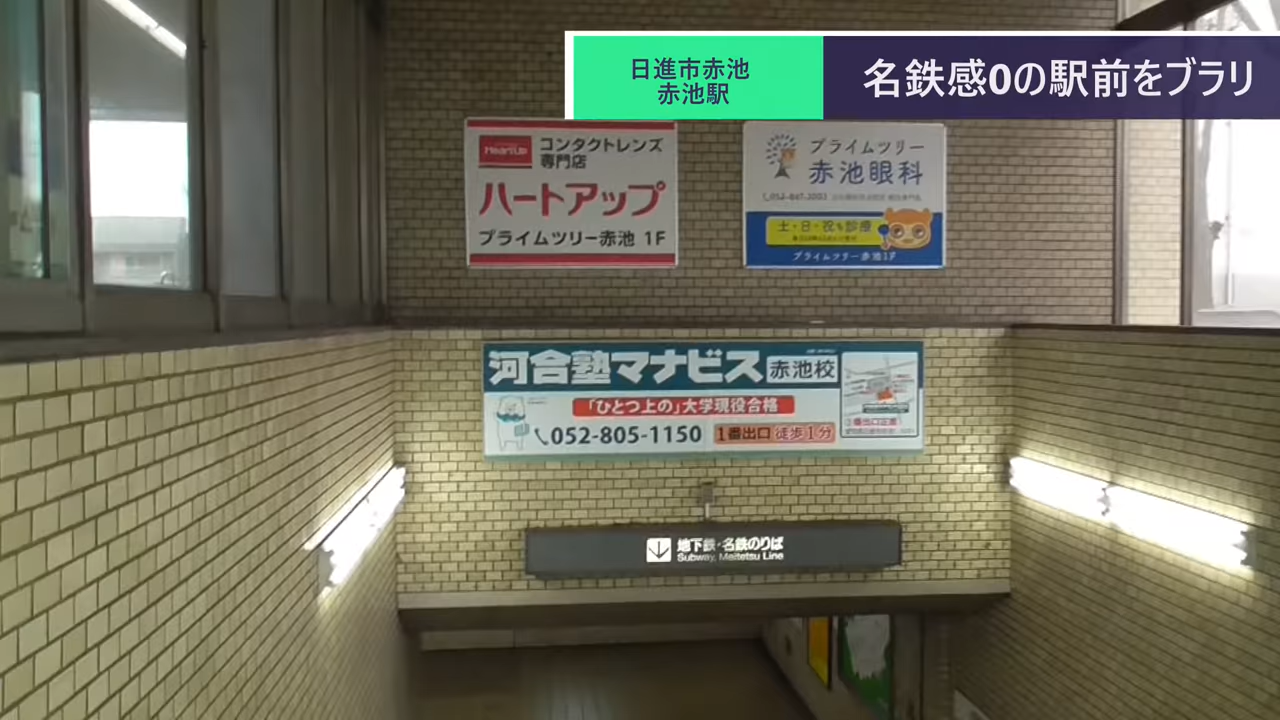 日進市赤池
赤池駅
名鉄感0の駅前をブラリ
HeartUP
コンタクトレンズ
専門店
ハートアップ
プライムツリー赤池 1F
プライムツリー
赤池眼科
土・日・祝も診療
プライムツリー赤池1F
河合塾マナビス 赤池校
「ひとつ上の」大学現役合格
052-805-1150
1番出口 徒歩1分
地下鉄・名鉄のりば
Subway, Meitetsu Line